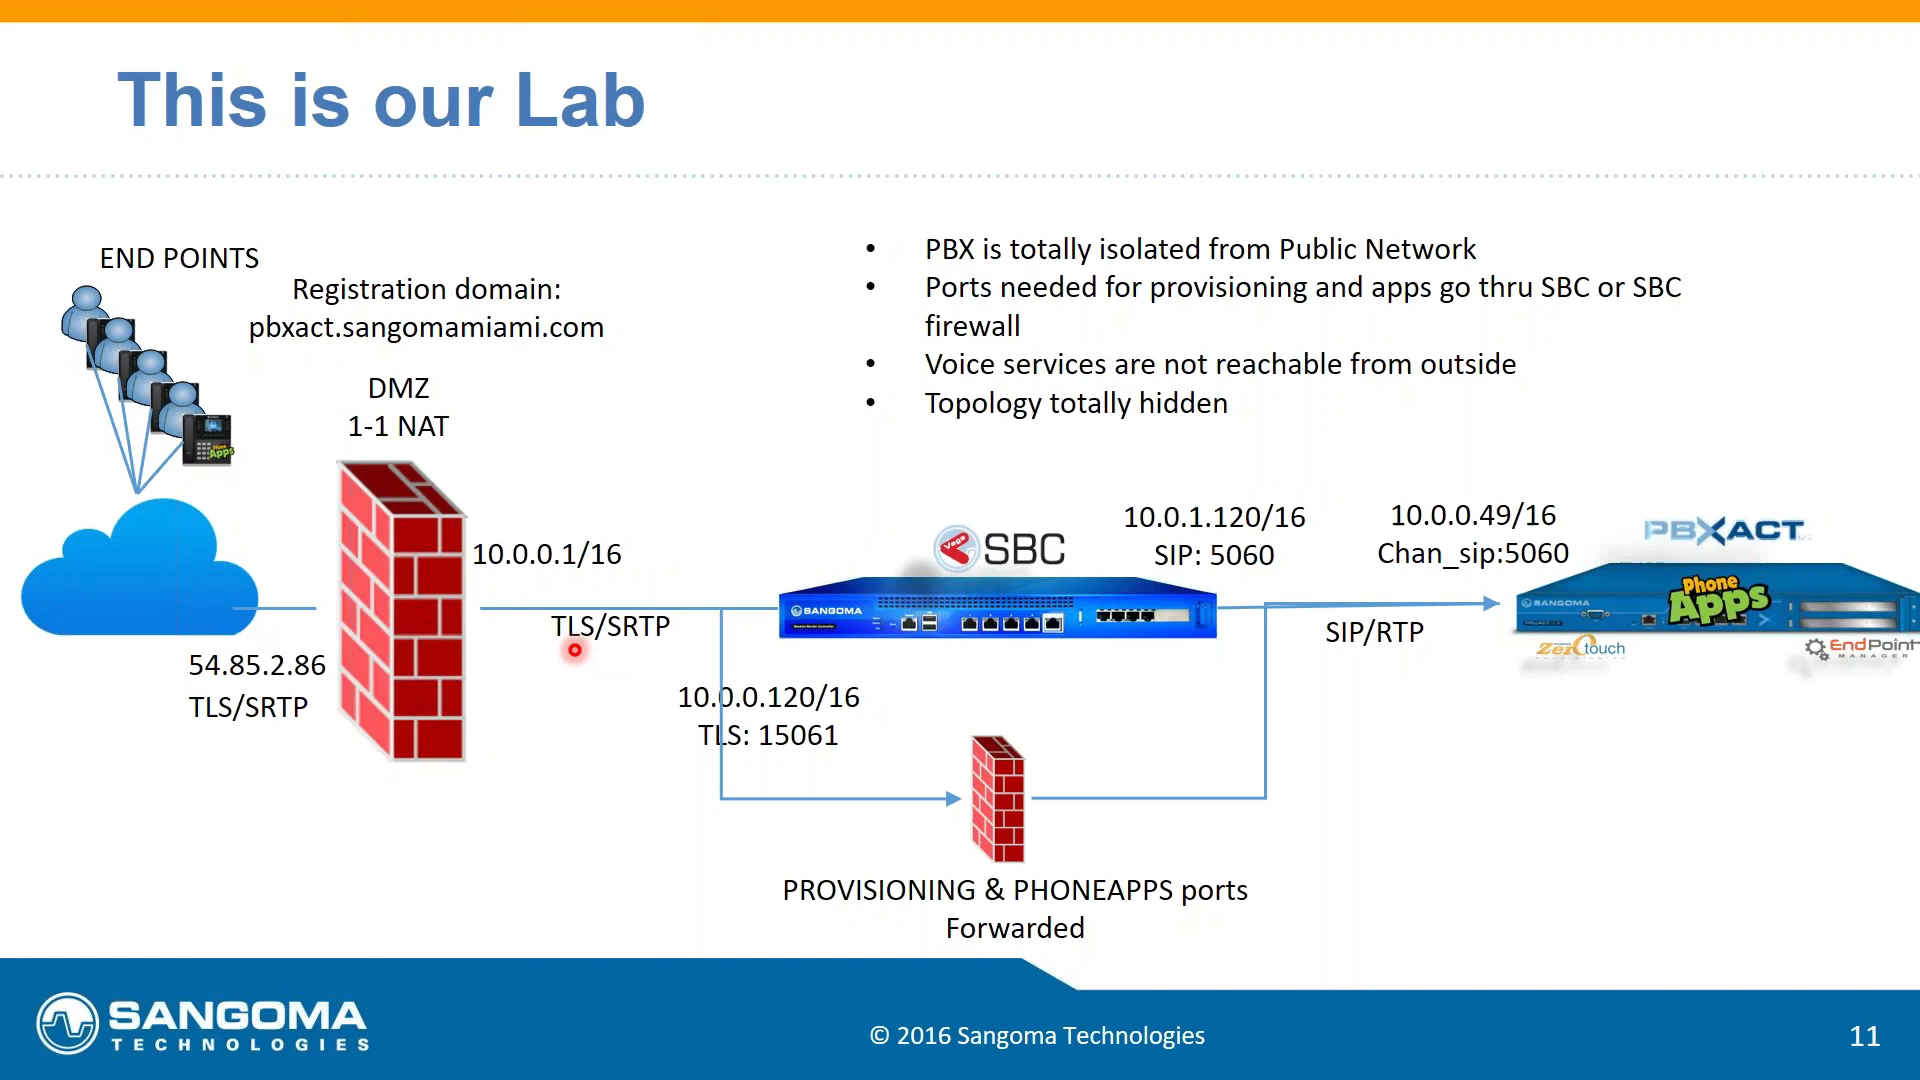 This is our Lab
END POINTS
Registration domain:
pbxact.sangomamiami.com
DMZ
1-1 NAT
• PBX is totally isolated from Public Network
• Ports needed for provisioning and apps go thru SBC or SBC
firewall
• Voice services are not reachable from outside
• Topology totally hidden
Phone
Apps
54.85.2.86
TLS/SRTP
10.0.0.1/16
TLS/SRTP
10.0.0.120/16
TLS: 15061
Vega
SBC
SANGOMA
10.0.1.120/16
SIP: 5060
SIP/RTP
10.0.0.49/16
Chan_sip:5060
PBXACT
SANGOMA
Phone
Apps
ZeroTouch
EndPoint
MANAGER
PROVISIONING & PHONEAPPS ports
Forwarded
SANGOMA
TECHNOLOGIES
© 2016 Sangoma Technologies
11